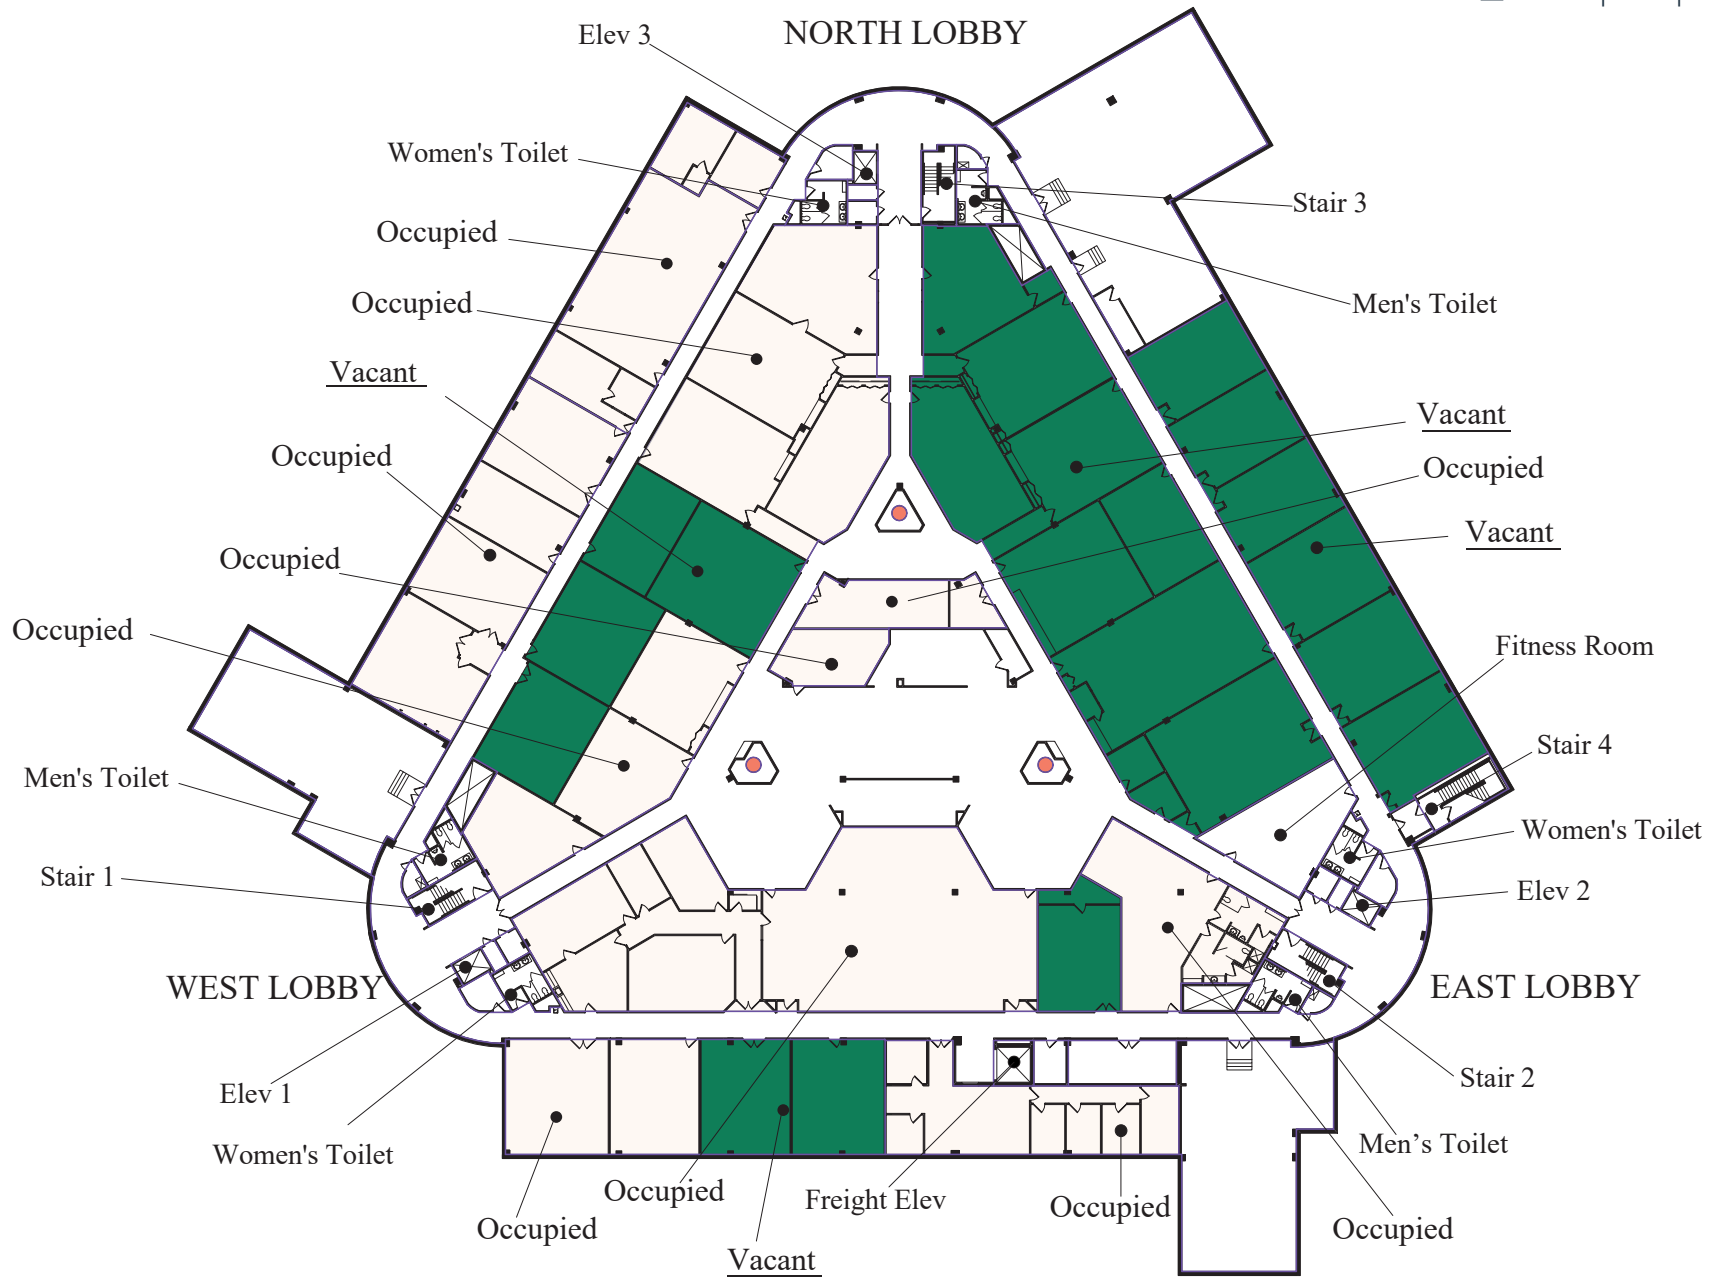 NORTH LOBBY
Elev 3
Women's Toilet
Stair 3
Occupied
Occupied
Men's Toilet
Vacant
Vacant
Occupied
Occupied
Vacant
Occupied
Occupied
Fitness Room
Stair 4
Men's Toilet
Women's Toilet
Stair 1
Elev 2
WEST LOBBY
EAST LOBBY
Elev 1
Stair 2
Women's Toilet
Men’s Toilet
Occupied
Freight Elev
Occupied
Occupied
Occupied
Vacant